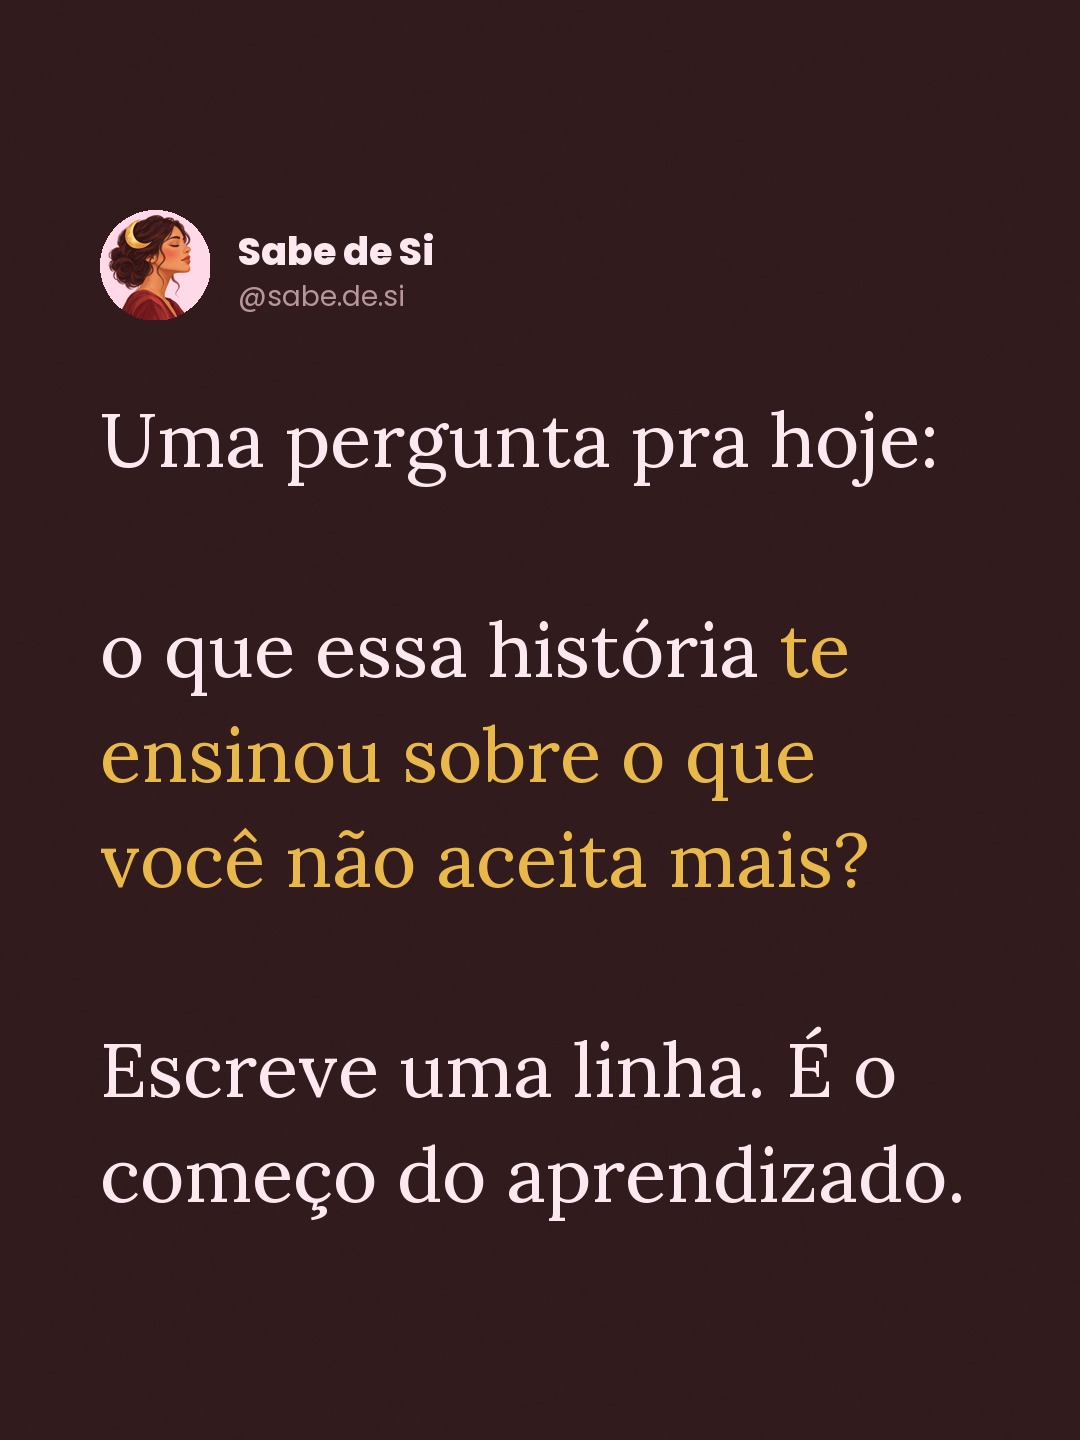 Sabe de Si
@sabe.de.si
Uma pergunta pra hoje:
o que essa história te
ensinou sobre o que
você não aceita mais?
Escreve uma linha. É o
começo do aprendizado.